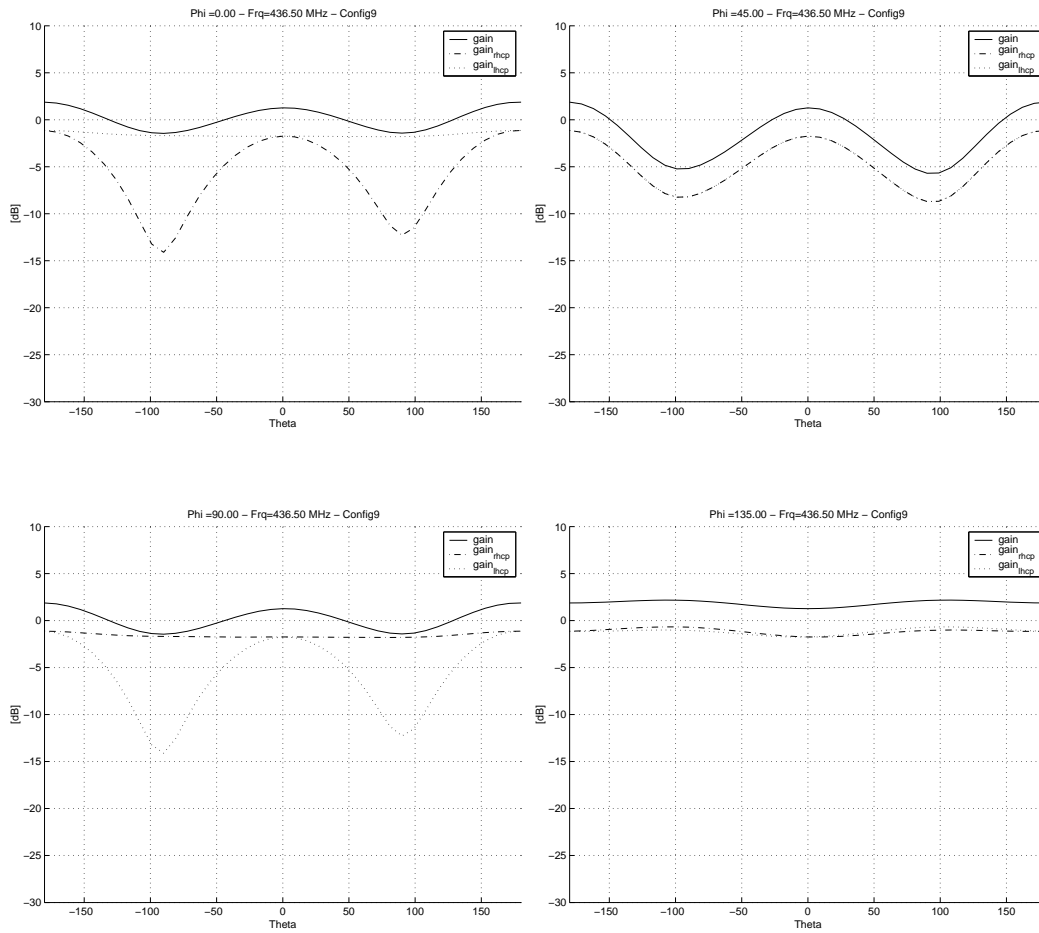 Phi =0.00 − Frq=436.50 MHz − Config9
10
5
0
−5
−10
−15
−20
−25
−30
[dB]
−150
−100
−50
0
50
100
150
Theta
gain
gain_rhcp
gain_lhcp
Phi =45.00 − Frq=436.50 MHz − Config9
10
5
0
−5
−10
−15
−20
−25
−30
[dB]
−150
−100
−50
0
50
100
150
Theta
gain
gain_rhcp
gain_lhcp
Phi =90.00 − Frq=436.50 MHz − Config9
10
5
0
−5
−10
−15
−20
−25
−30
[dB]
−150
−100
−50
0
50
100
150
Theta
gain
gain_rhcp
gain_lhcp
Phi =135.00 − Frq=436.50 MHz − Config9
10
5
0
−5
−10
−15
−20
−25
−30
[dB]
−150
−100
−50
0
50
100
150
Theta
gain
gain_rhcp
gain_lhcp